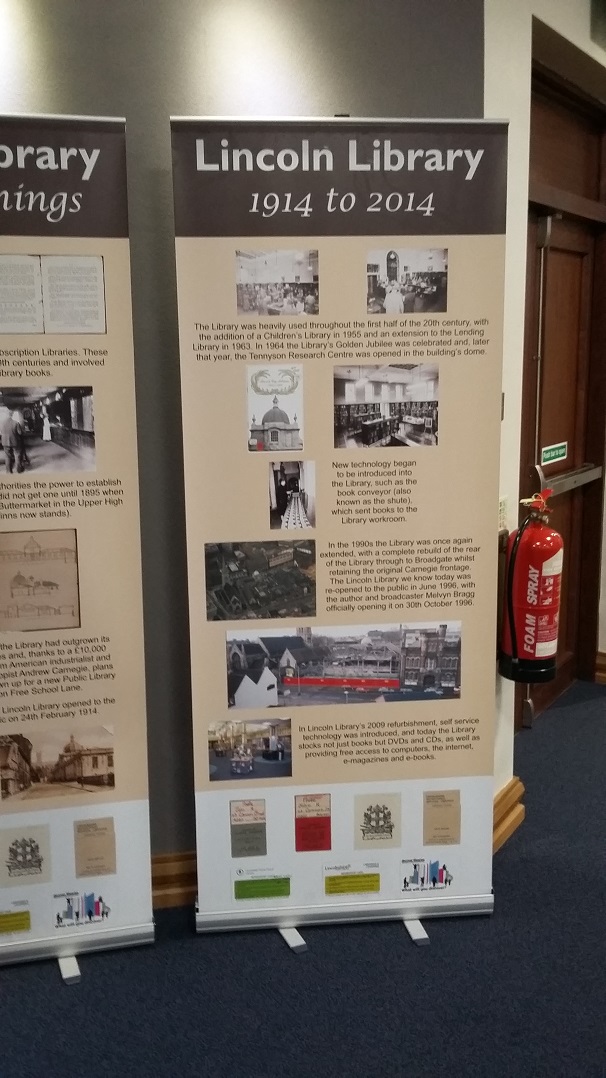 brary
nings
oscription Libraries. These
th centuries and involved
ibrary books.
thorities the power to establish
did not get one until 1895 when
Buttermarket in the Upper High
inns now stands).
the Library had outgrown its
es and, thanks to a £10,000
m American industrialist and
opist Andrew Carnegie, plans
wn up for a new Public Library
on Free School Lane.
Lincoln Library opened to the
ic on 24th February 1914.
Lincoln Library
1914 to 2014
The Library was heavily used throughout the first half of the 20th century, with
the addition of a Children's Library in 1955 and an extension to the Lending
Library in 1963. In 1964 the Library's Golden Jubilee was celebrated and, later
that year, the Tennyson Research Centre was opened in the building's dome.
New technology began
to be introduced into
the Library, such as the
book conveyor (also
known as the shute),
which sent books to the
Library workroom.
In the 1990s the Library was once again
extended, with a complete rebuild of the rear
of the Library through to Broadgate whilst
retaining the original Carnegie frontage.
The Lincoln Library we know today was
re-opened to the public in June 1996, with
the author and broadcaster Melvyn Bragg
officially opening it on 30th October 1996.
In Lincoln Library's 2009 refurbishment, self service
technology was introduced, and today the Library
stocks not just books but DVDs and CDs, as well as
providing free access to computers, the internet,
e-magazines and e-books.
Push bar to open
FOAM SPRAY